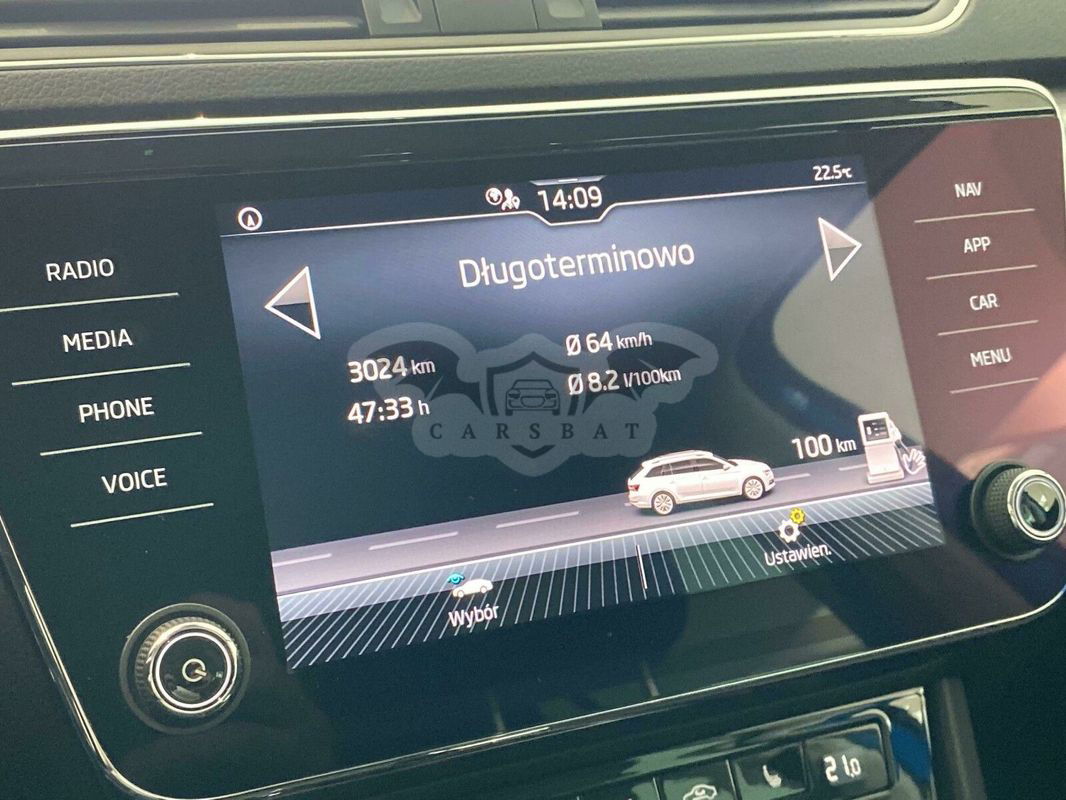 14:09
22.5°C
Długoterminowo
3024 km
Ø 64 km/h
47:33 h
Ø 8.2 l/100km
100 km
Wybór
Ustawien.
RADIO
MEDIA
PHONE
VOICE
NAV
APP
CAR
MENU
CARSBAT
21.0